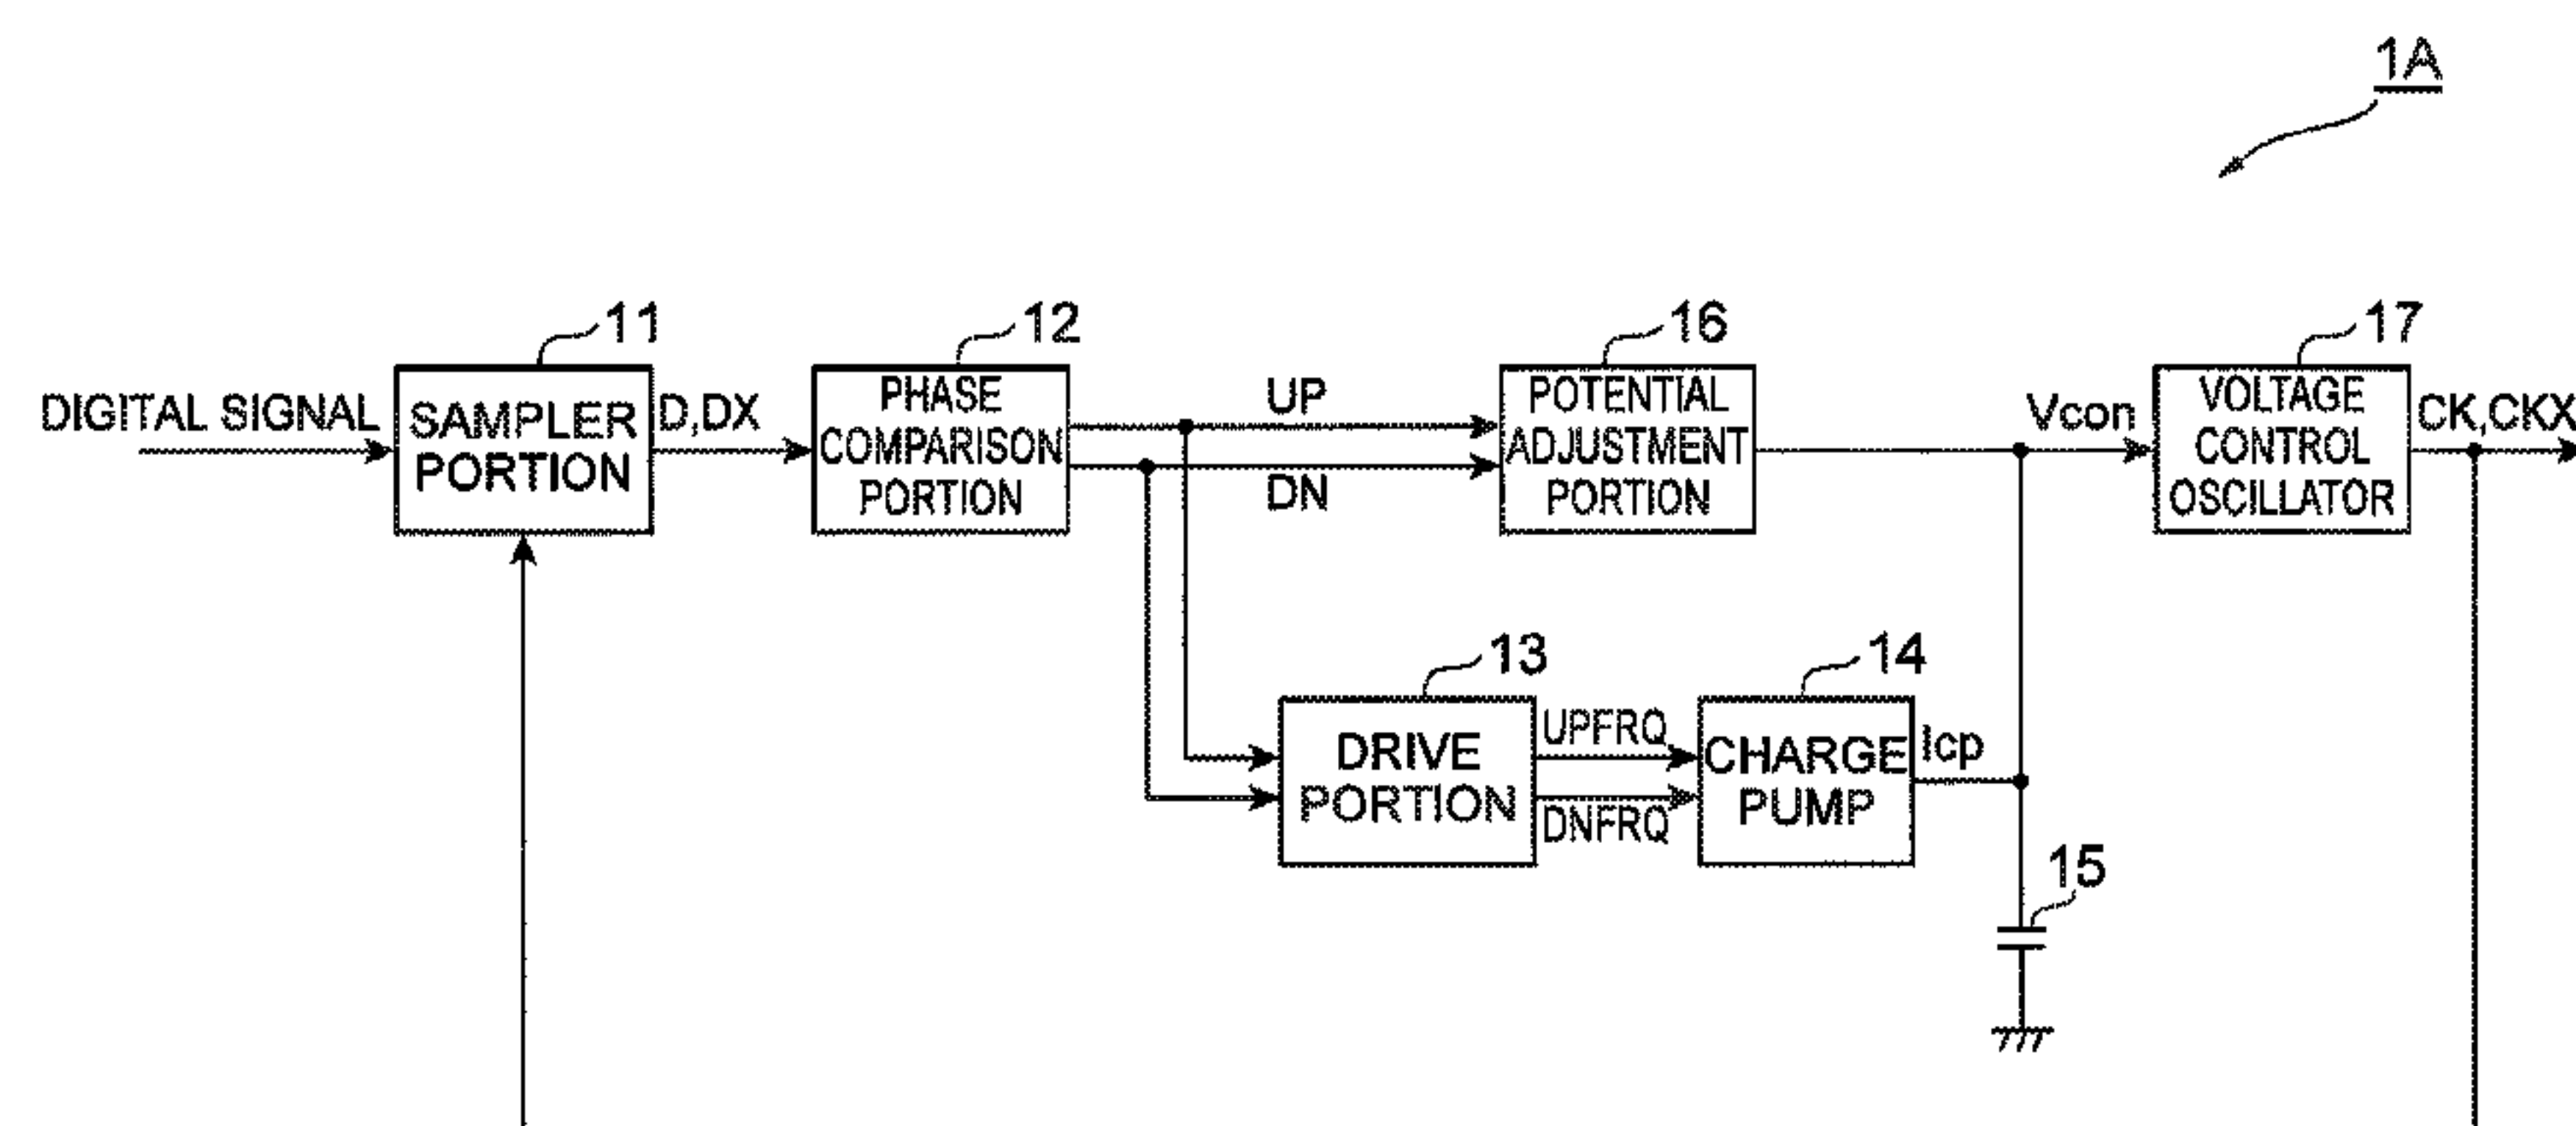 1A
11
12
16
17
DIGITAL SIGNAL
SAMPLER
PORTION
D,DX
PHASE
COMPARISON
PORTION
UP
DN
POTENTIAL
ADJUSTMENT
PORTION
Vcon
VOLTAGE
CONTROL
OSCILLATOR
CK,CKX
13
14
DRIVE
PORTION
UPFRQ
DNFRQ
CHARGE
PUMP
Icp
15